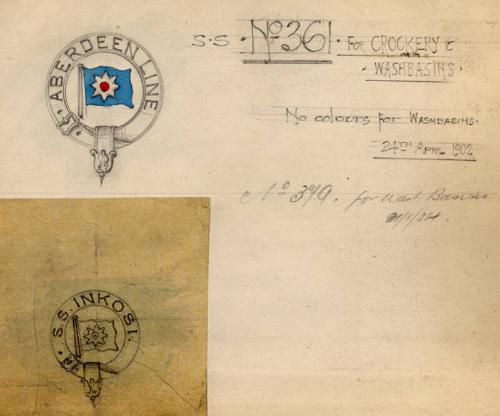 ABERDEEN LINE
S.S. No 361. FOR CROCKERY &
WASHBASINS.
No colours for WASHBASINS.
24TH APRIL 1902
No 379. for Wash Basins
S.S. INKOSI.